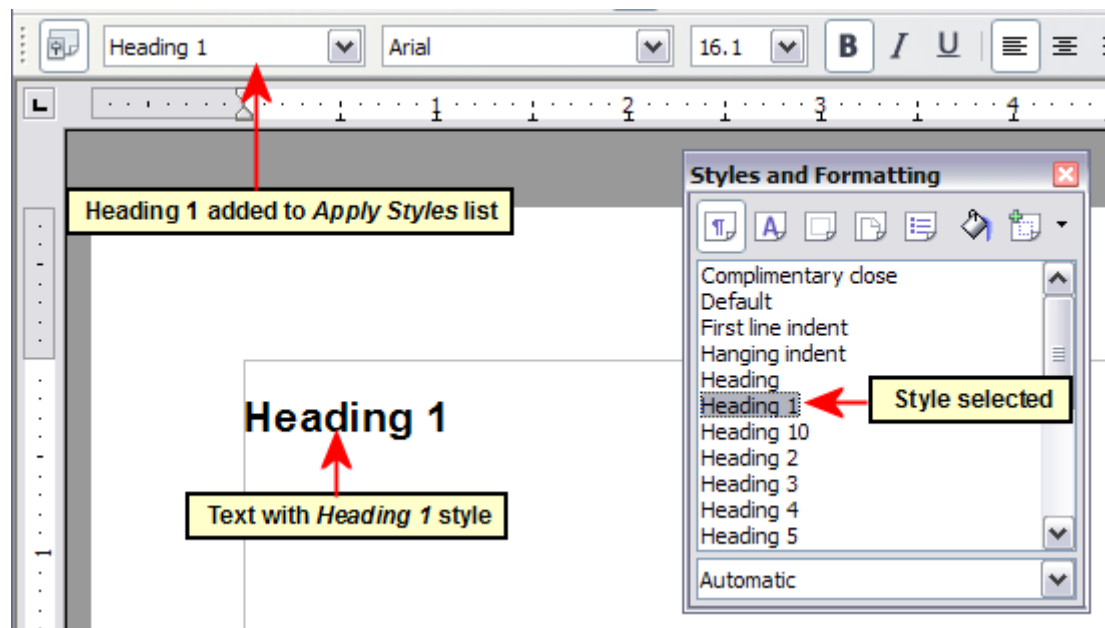 Heading 1 Arial 16.1 B I U
L 1 2 3 4
Heading 1 added to Apply Styles list
Styles and Formatting
A
Complimentary close
Default
First line indent
Hanging indent
Heading
Heading 1 Style selected
Heading 10
Heading 2
Heading 3
Heading 4
Heading 5
Automatic
Heading 1
Text with Heading 1 style
1